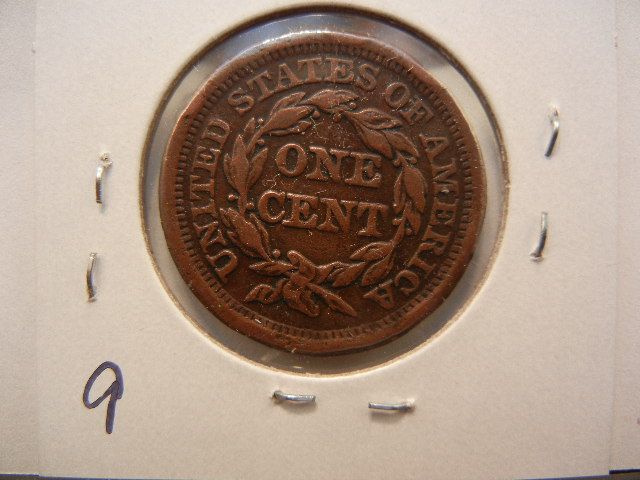 UNITED STATES OF AMERICA
ONE
CENT
9